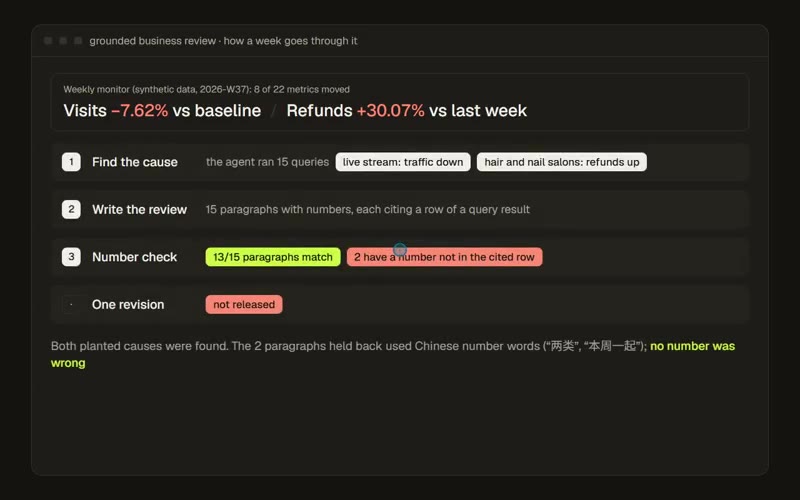 grounded business review · how a week goes through it
Weekly monitor (synthetic data, 2026-W37): 8 of 22 metrics moved
Visits −7.62% vs baseline / Refunds +30.07% vs last week
1 Find the cause the agent ran 15 queries live stream: traffic down hair and nail salons: refunds up
2 Write the review 15 paragraphs with numbers, each citing a row of a query result
3 Number check 13/15 paragraphs match 2 have a number not in the cited row
· One revision not released
Both planted causes were found. The 2 paragraphs held back used Chinese number words (“两类”, “本周一起”); no number was
wrong